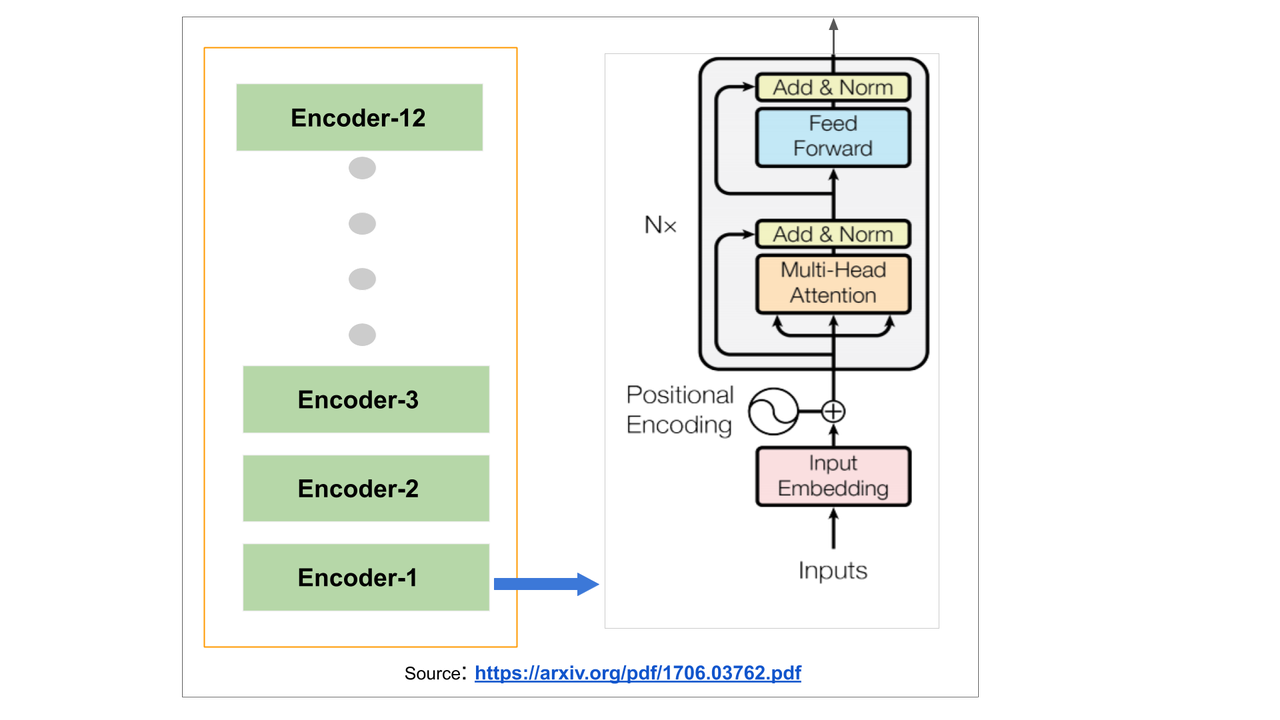 Encoder-12
Encoder-3
Encoder-2
Encoder-1
Add & Norm
Feed
Forward
N×
Add & Norm
Multi-Head
Attention
Positional
Encoding
Input
Embedding
Inputs
Source: https://arxiv.org/pdf/1706.03762.pdf